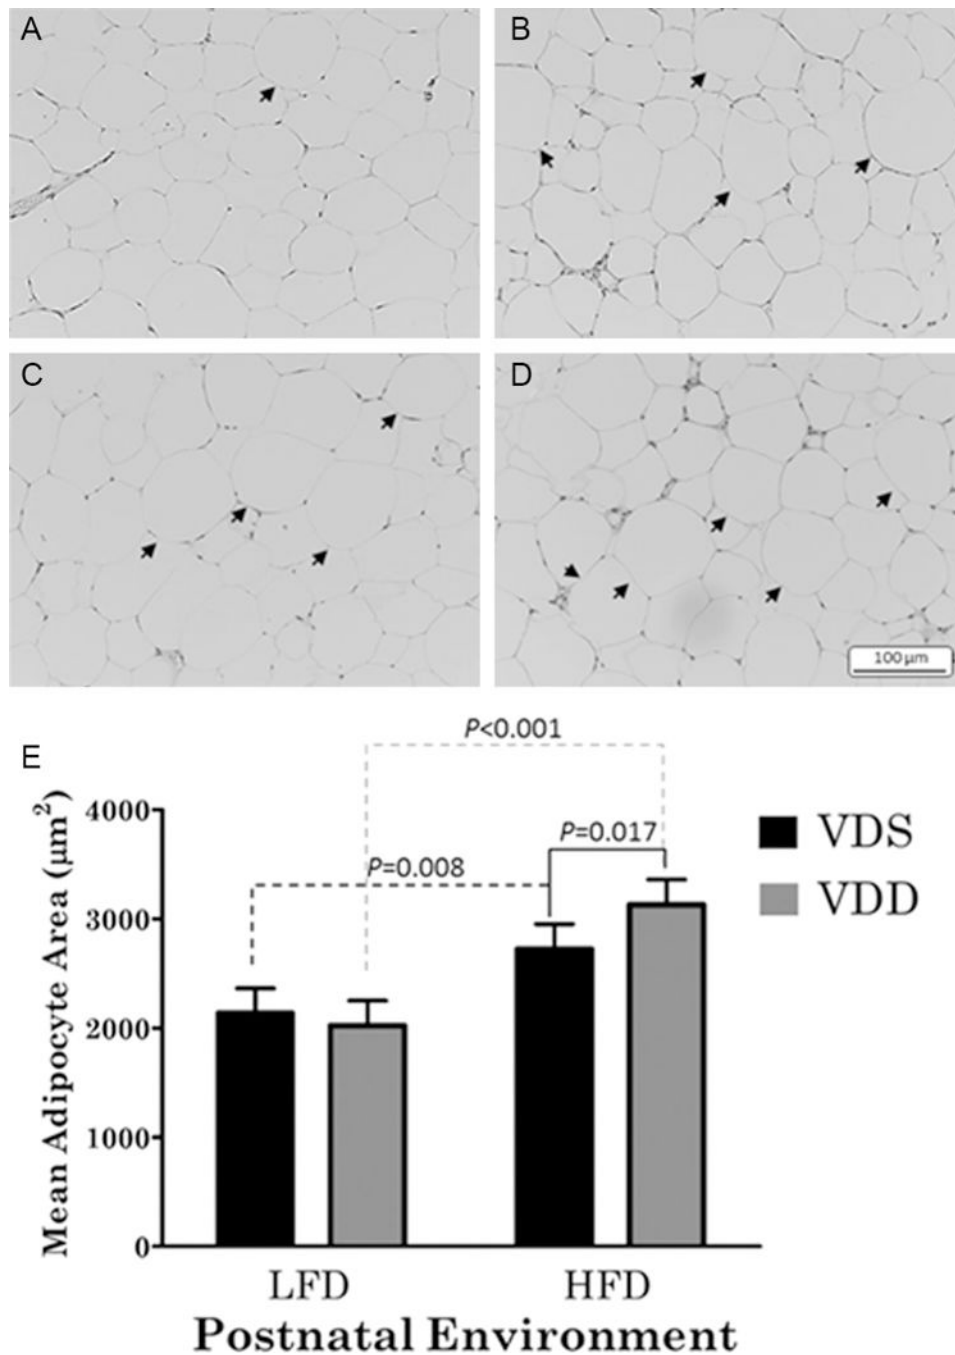 A
B
C
D
100 µm
E
P<0.001
P=0.017
P=0.008
VDS
VDD
Mean Adipocyte Area (µm²)
4000
3000
2000
1000
0
LFD
HFD
Postnatal Environment